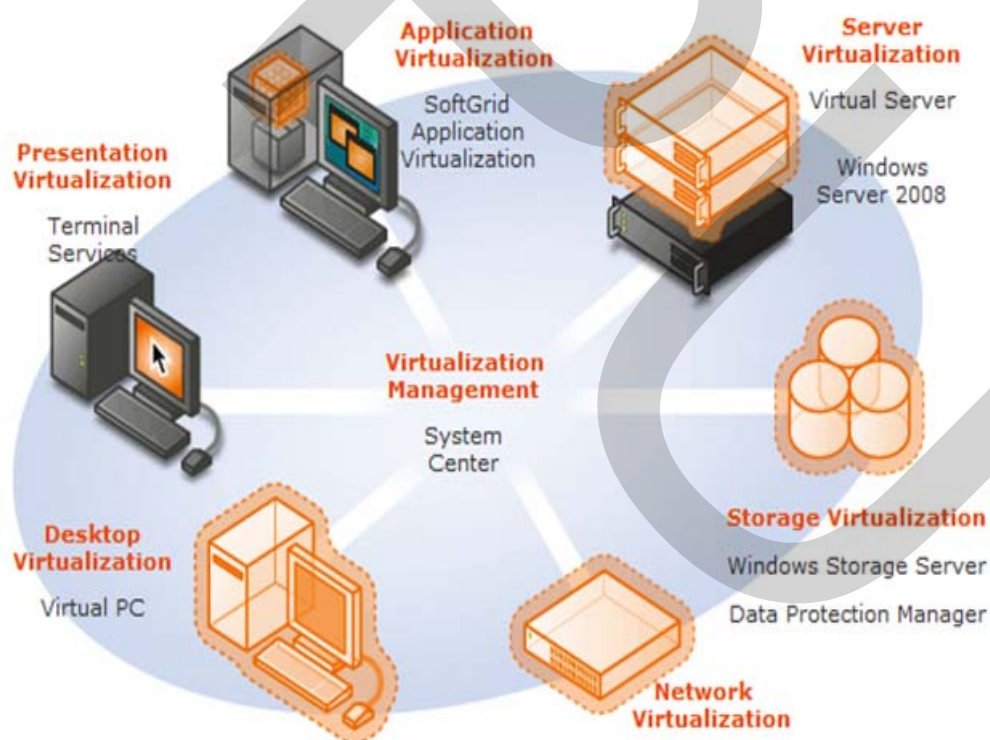 Application
Virtualization
SoftGrid
Application
Virtualization
Server
Virtualization
Virtual Server
Windows
Server 2008
Presentation
Virtualization
Terminal
Services
Virtualization
Management
System
Center
Desktop
Virtualization
Virtual PC
Storage Virtualization
Windows Storage Server
Data Protection Manager
Network
Virtualization